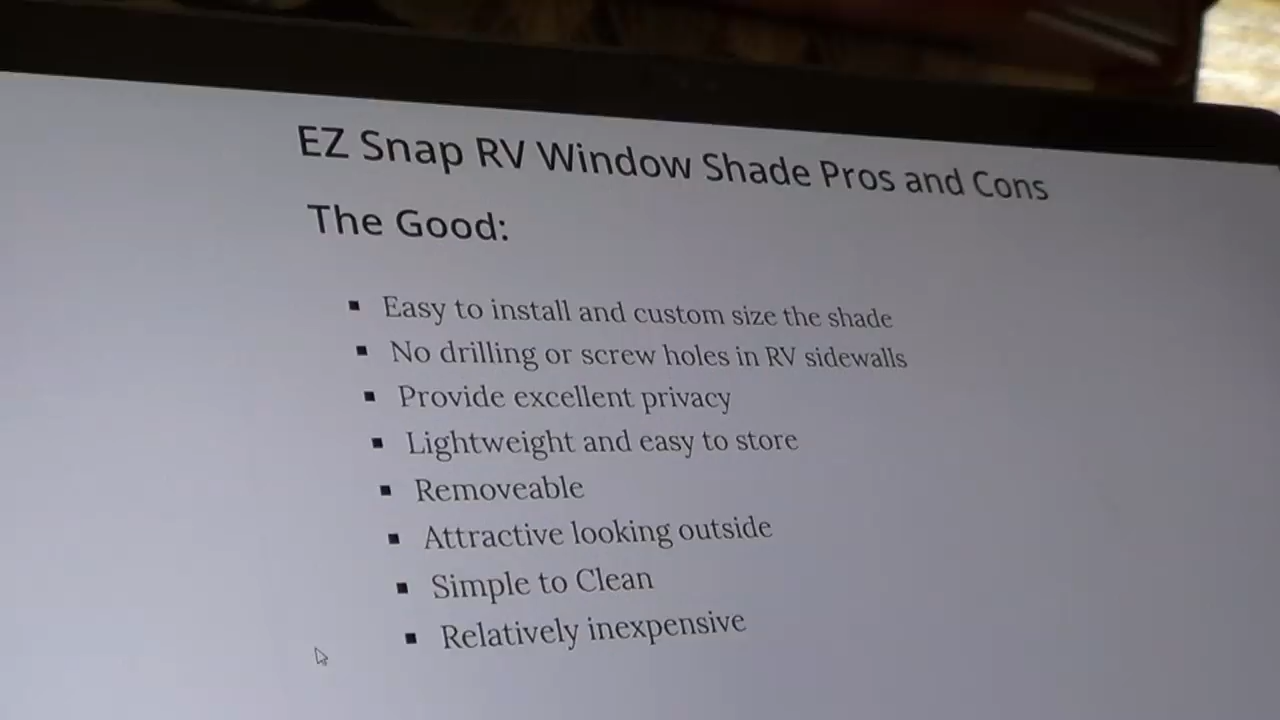 EZ Snap RV Window Shade Pros and Cons
The Good:
▪ Easy to install and custom size the shade
▪ No drilling or screw holes in RV sidewalls
▪ Provide excellent privacy
▪ Lightweight and easy to store
▪ Removeable
▪ Attractive looking outside
▪ Simple to Clean
▪ Relatively inexpensive